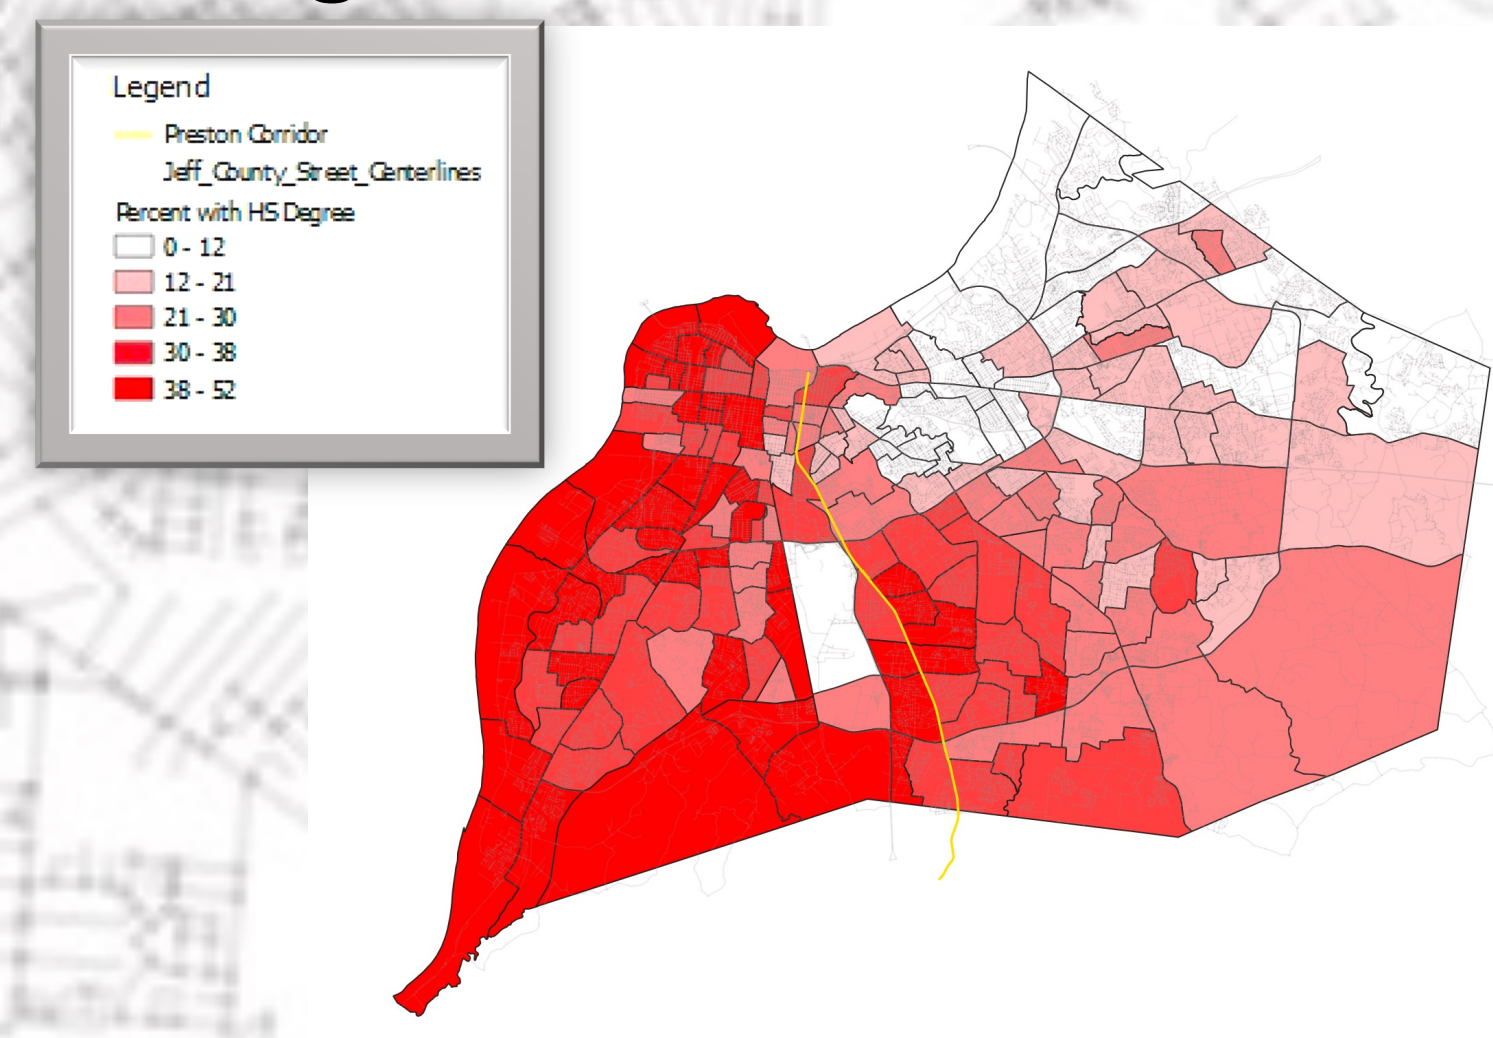 Legend
Preston Corridor
Jeff_County_Street_Centerlines
Percent with HS Degree
0 - 12
12 - 21
21 - 30
30 - 38
38 - 52